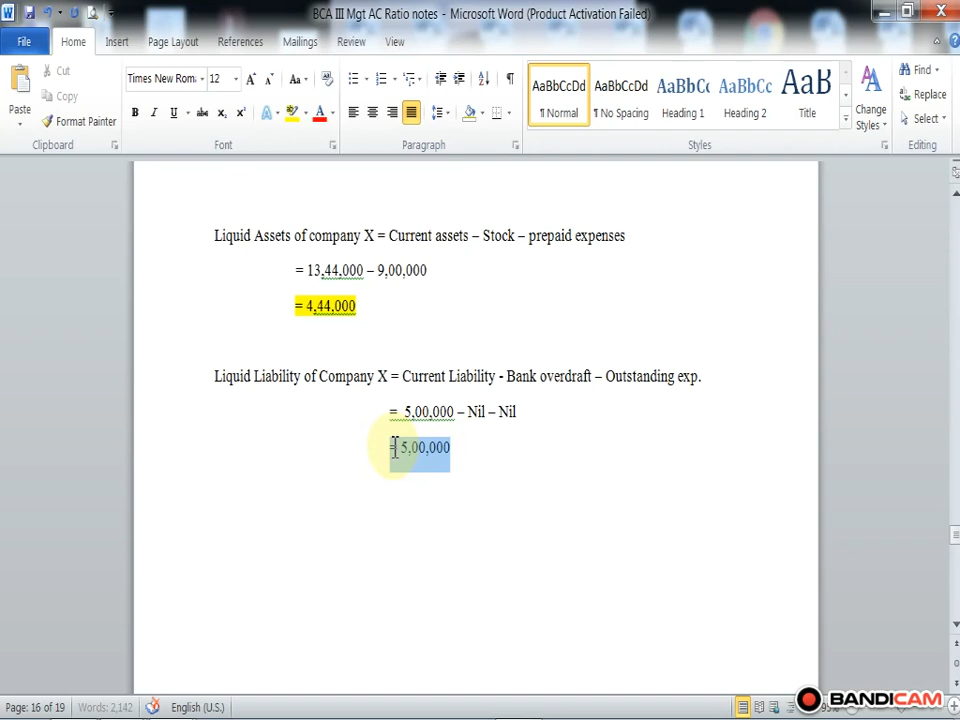 BCA III Mgt AC Ratio notes - Microsoft Word (Product Activation Failed)
File Home Insert Page Layout References Mailings Review View
Paste
Cut
Copy
Format Painter
Clipboard
Times New Rom
12
Font
Paragraph
AaBbCcDd AaBbCcDd AaBbCc AaBbCc AaB
¶ Normal ¶ No Spacing Heading 1 Heading 2 Title
Change Styles
Styles
Find
Replace
Select
Editing
Liquid Assets of company X = Current assets – Stock – prepaid expenses
= 13,44,000 – 9,00,000
= 4,44,000
Liquid Liability of Company X = Current Liability - Bank overdraft – Outstanding exp.
= 5,00,000 – Nil – Nil
= 5,00,000
Page: 16 of 19 Words: 2,142 English (U.S.)
BANDICAM